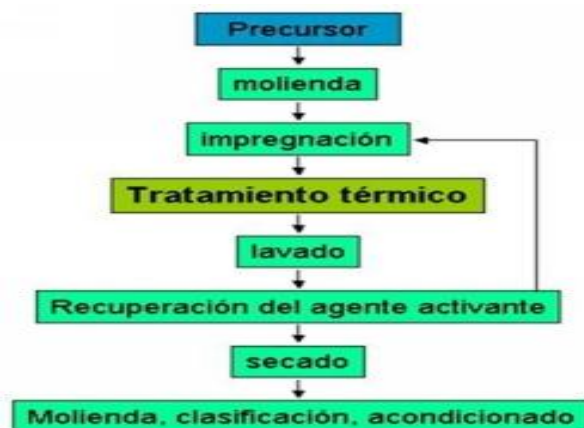 Precursor
molienda
impregnación
Tratamiento térmico
lavado
Recuperación del agente activante
secado
Molienda, clasificación, acondicionado